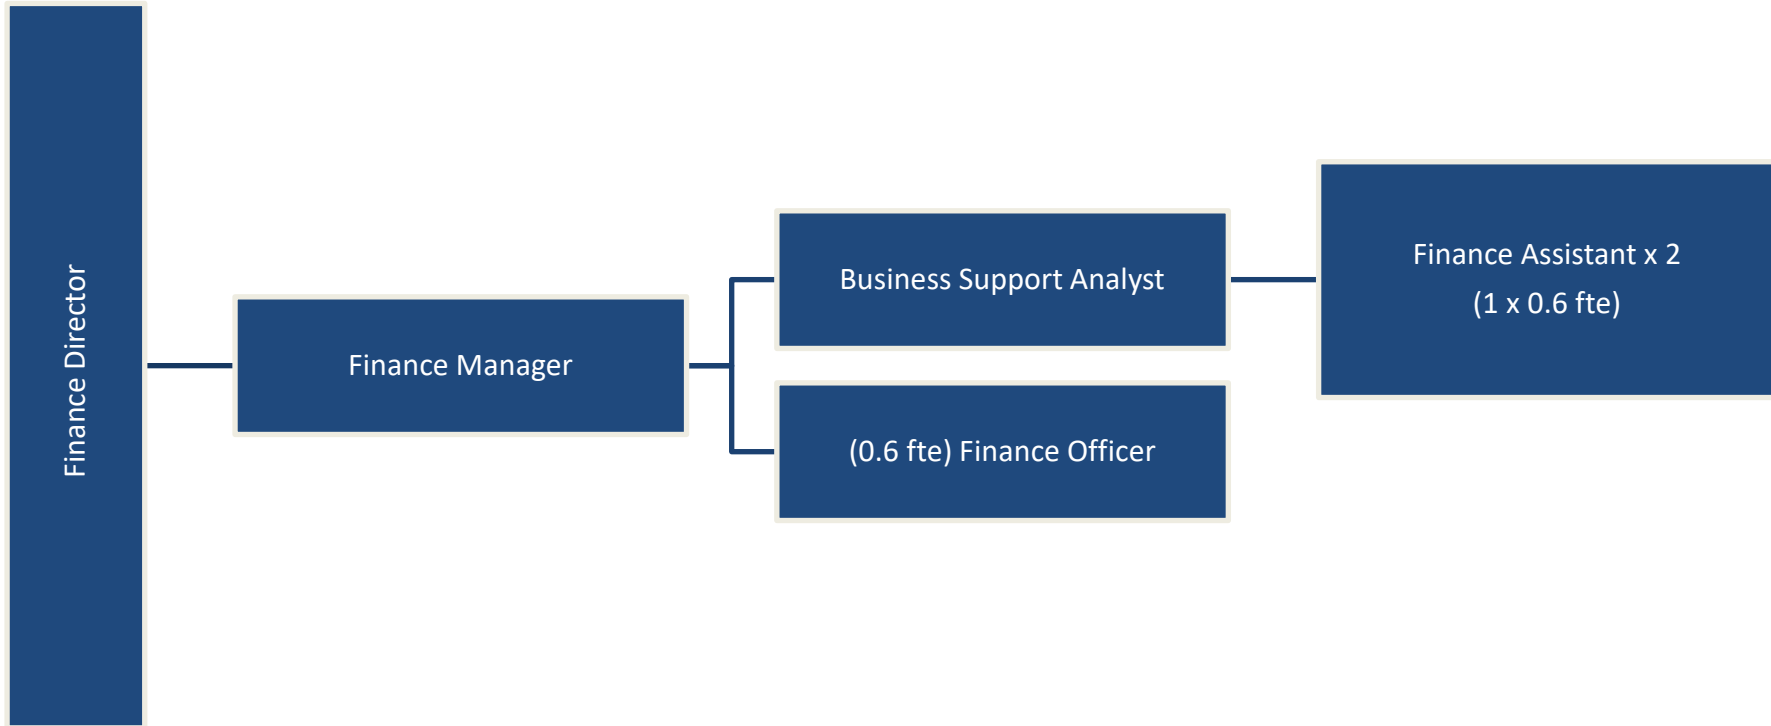 Finance Director
Finance Manager
Business Support Analyst
(0.6 fte) Finance Officer
Finance Assistant x 2
(1 x 0.6 fte)